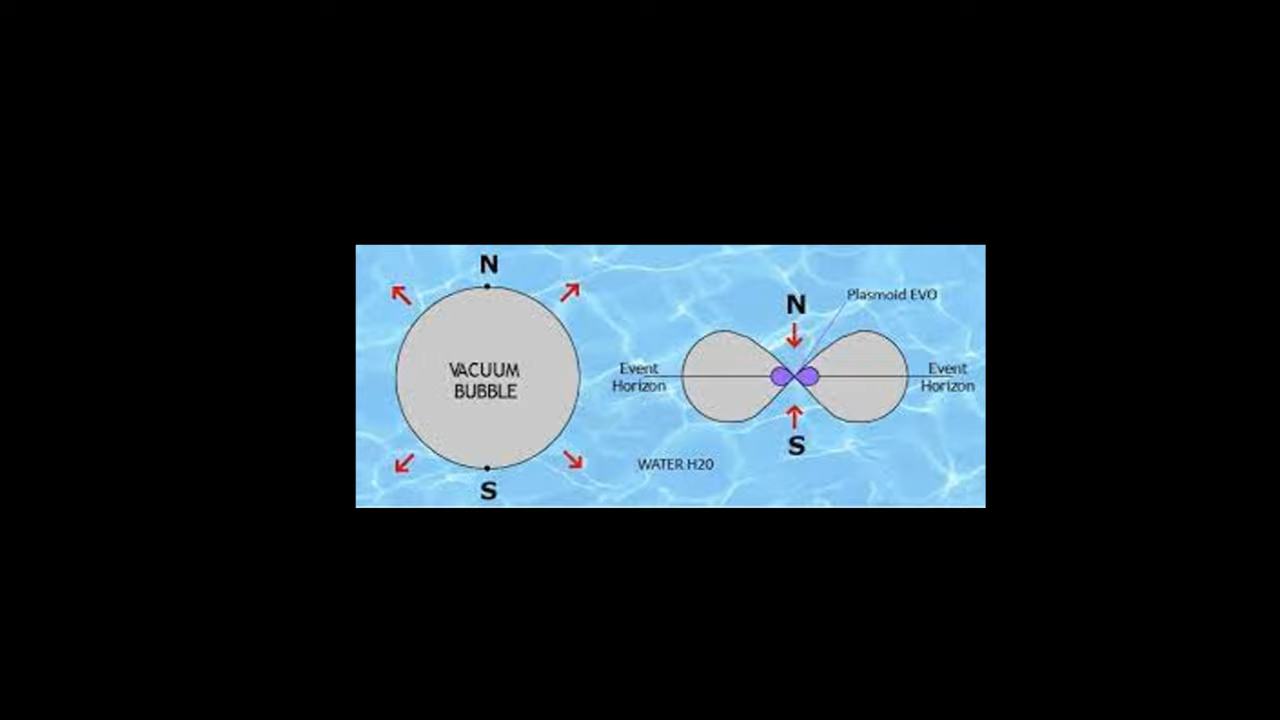 N
VACUUM
BUBBLE
S
N
Plasmoid EVO
Event
Horizon
Event
Horizon
S
WATER H20